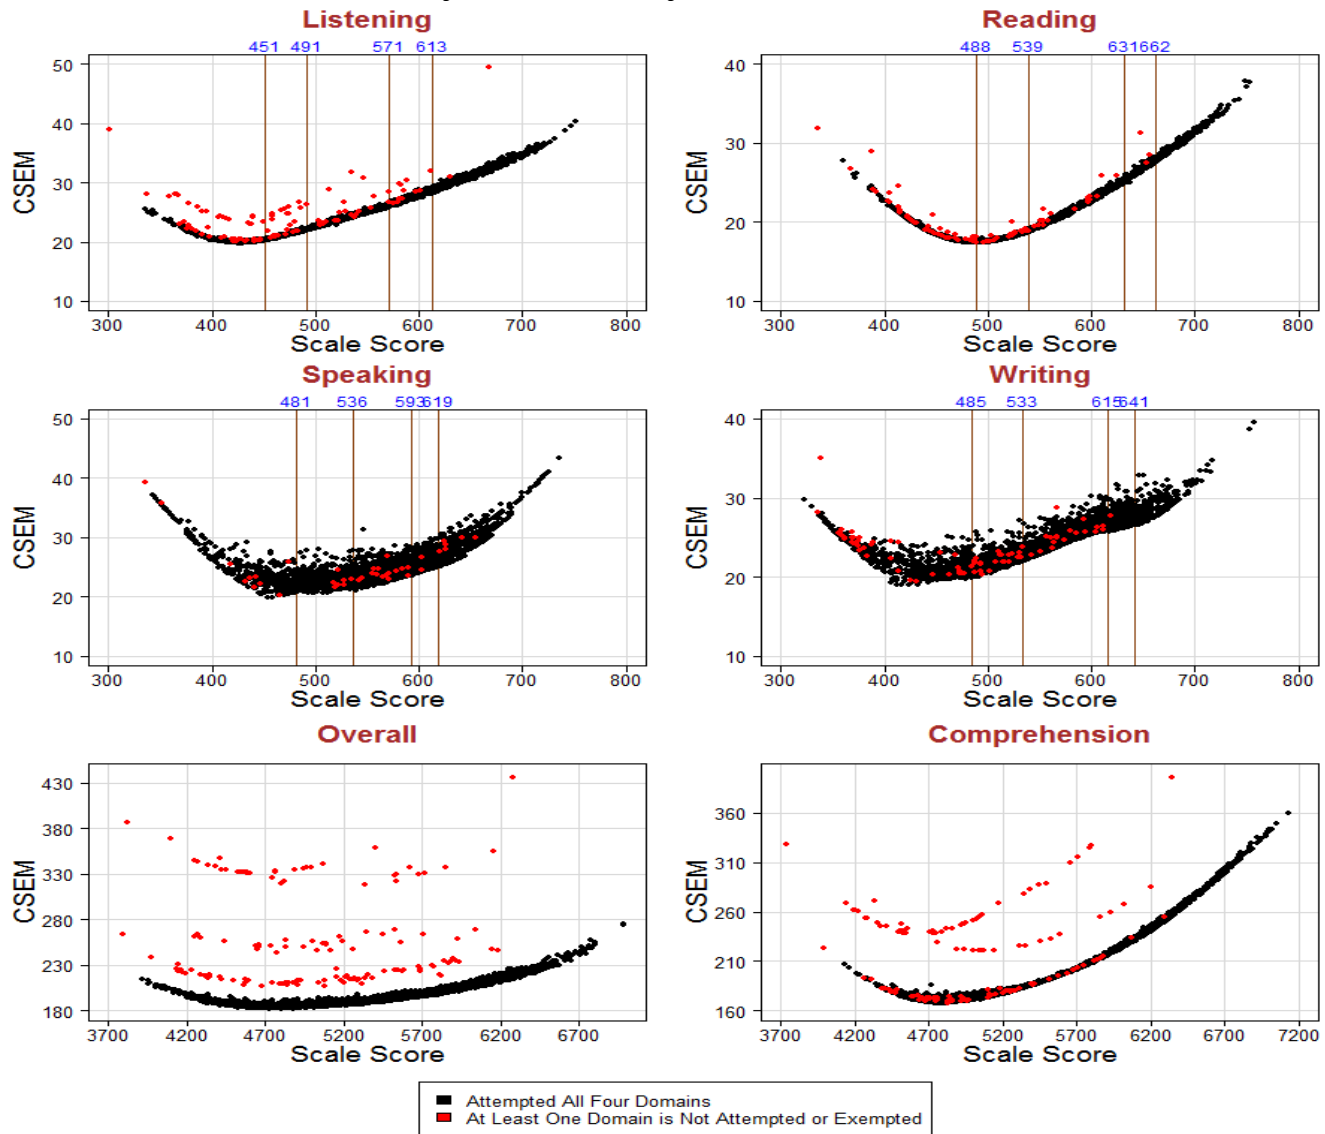 Listening
451 491 571 613
50
40
30
20
10
CSEM
300 400 500 600 700 800
Scale Score
Reading
488 539 631 662
40
30
20
10
CSEM
300 400 500 600 700 800
Scale Score
Speaking
481 536 593 619
50
40
30
20
10
CSEM
300 400 500 600 700 800
Scale Score
Writing
485 533 615 641
40
30
20
10
CSEM
300 400 500 600 700 800
Scale Score
Overall
430
380
330
280
230
180
CSEM
3700 4200 4700 5200 5700 6200 6700
Scale Score
Comprehension
360
310
260
210
160
CSEM
3700 4200 4700 5200 5700 6200 6700 7200
Scale Score
Attempted All Four Domains
At Least One Domain is Not Attempted or Exempted